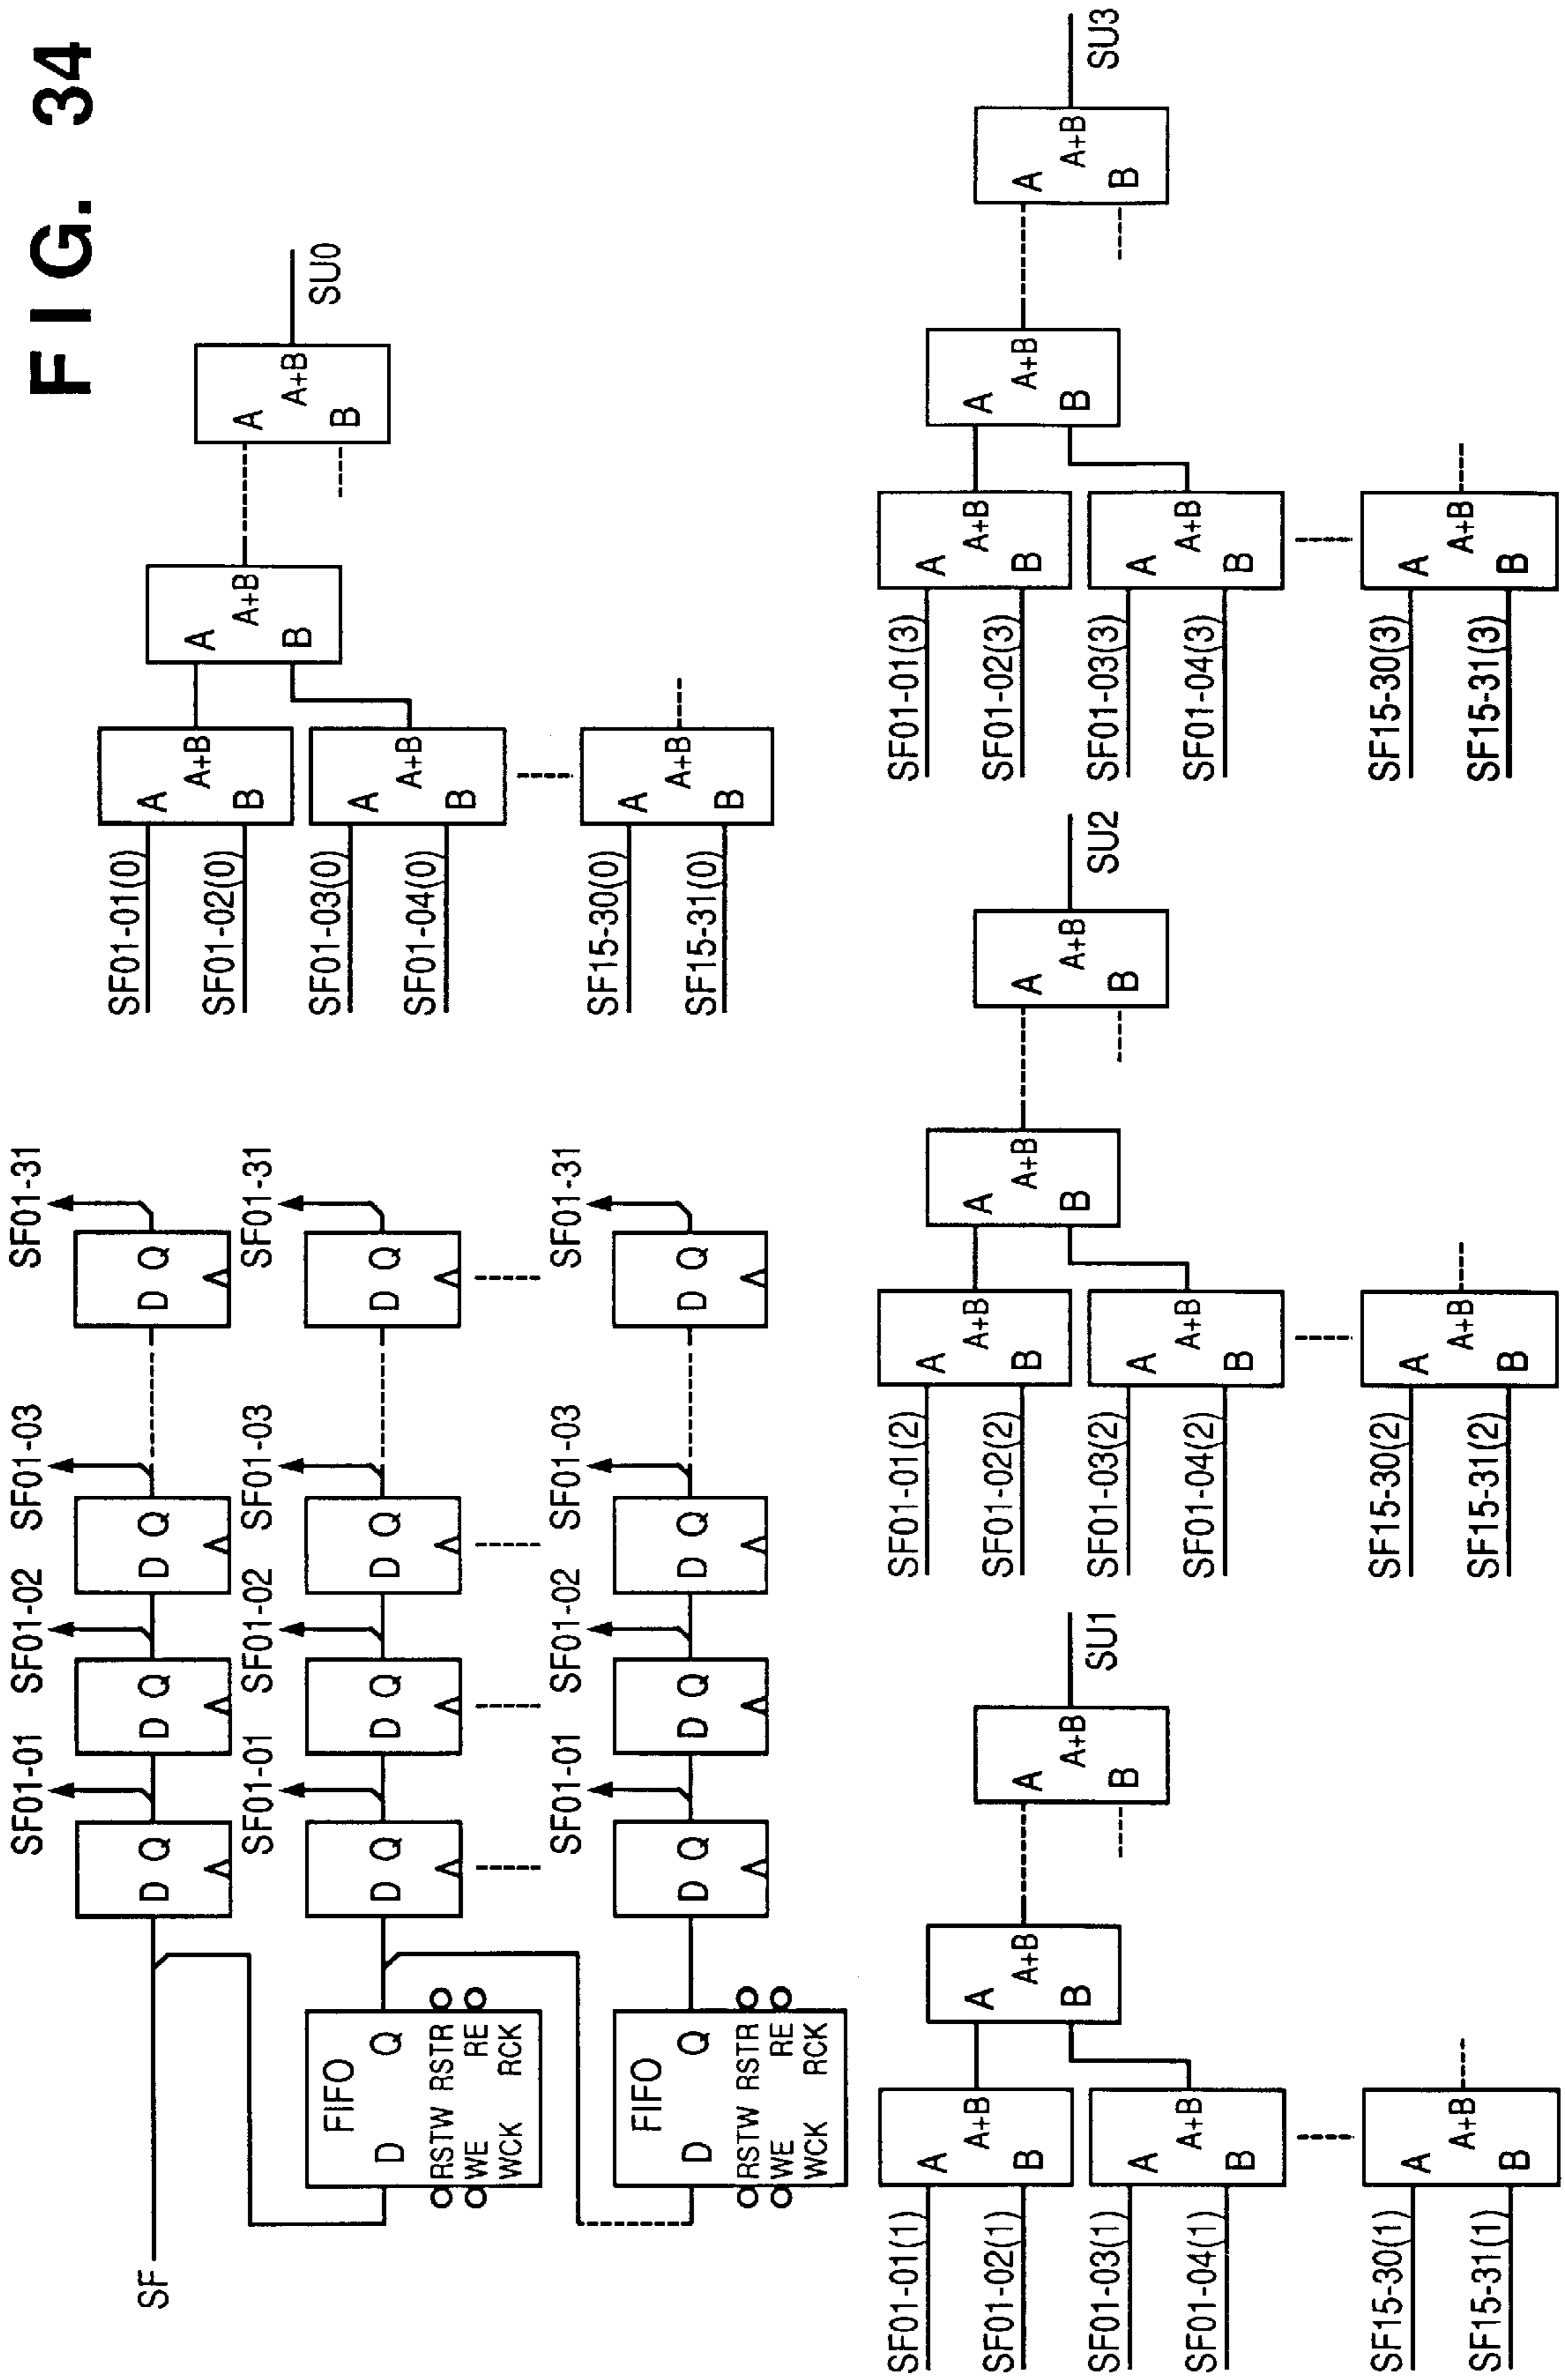 FIG. 34
SF
SF01-01
SF01-02
SF01-03
SF01-31
D Q
D Q
D Q
D Q
SF01-01
SF01-02
SF01-03
SF01-31
FIFO
D Q
RSTW RSTR
WE RE
WCK RCK
D Q
D Q
D Q
D Q
SF01-01
SF01-02
SF01-03
SF01-31
FIFO
D Q
RSTW RSTR
WE RE
WCK RCK
D Q
D Q
D Q
D Q
SF01-01(0)
SF01-02(0)
A
A+B
B
SF01-03(0)
SF01-04(0)
A
A+B
B
SF15-30(0)
SF15-31(0)
A
A+B
B
A
A+B
B
A
A+B
B
SU0
SF01-01(1)
SF01-02(1)
A
A+B
B
SF01-03(1)
SF01-04(1)
A
A+B
B
SF15-30(1)
SF15-31(1)
A
A+B
B
A
A+B
B
A
A+B
B
SU1
SF01-01(2)
SF01-02(2)
A
A+B
B
SF01-03(2)
SF01-04(2)
A
A+B
B
SF15-30(2)
SF15-31(2)
A
A+B
B
A
A+B
B
A
A+B
B
SU2
SF01-01(3)
SF01-02(3)
A
A+B
B
SF01-03(3)
SF01-04(3)
A
A+B
B
SF15-30(3)
SF15-31(3)
A
A+B
B
A
A+B
B
A
A+B
B
SU3